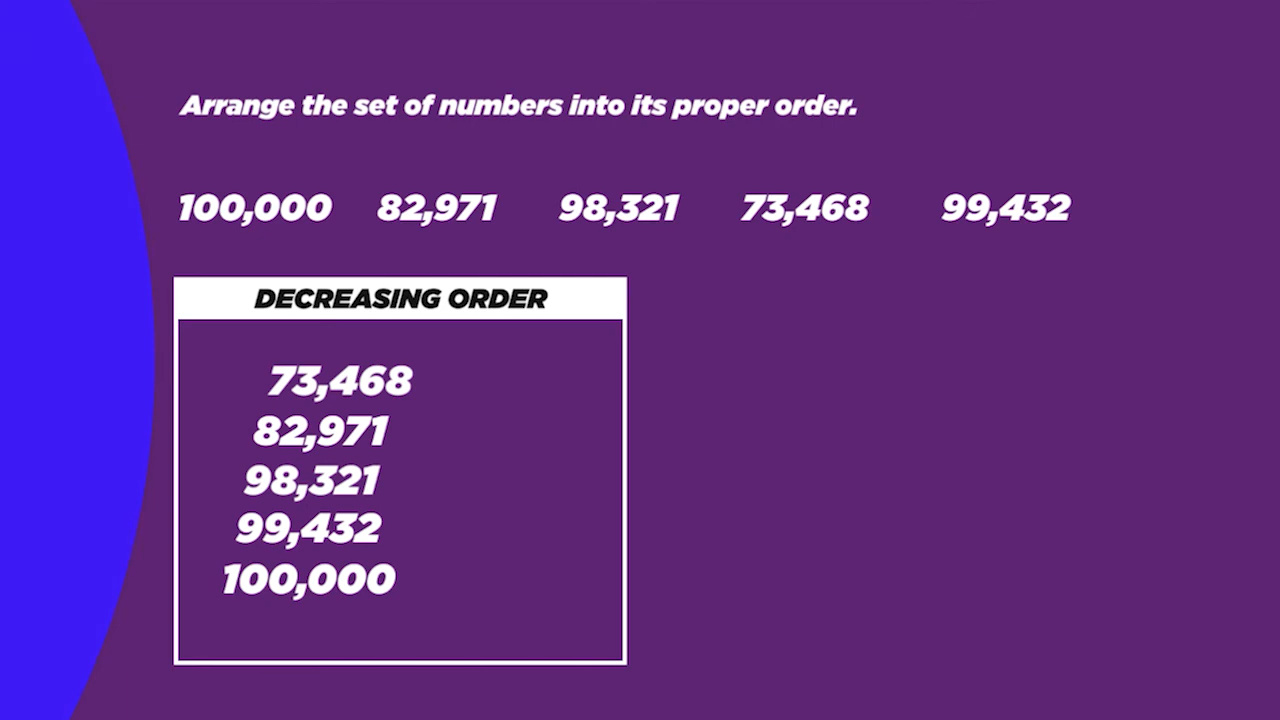 Arrange the set of numbers into its proper order.
100,000 82,971 98,321 73,468 99,432
DECREASING ORDER
73,468
82,971
98,321
99,432
100,000